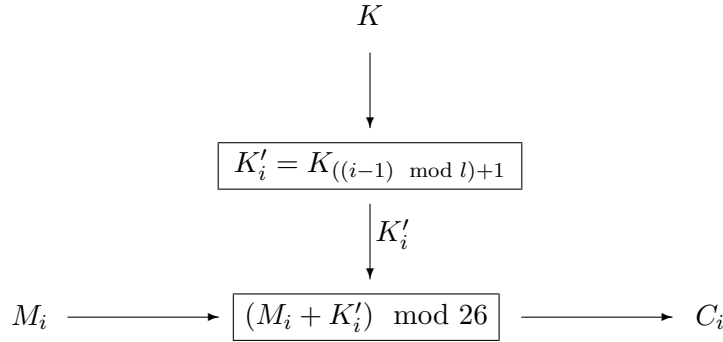 K
K′_i = K_((i−1) mod l)+1
K′_i
M_i
(M_i + K′_i) mod 26
C_i